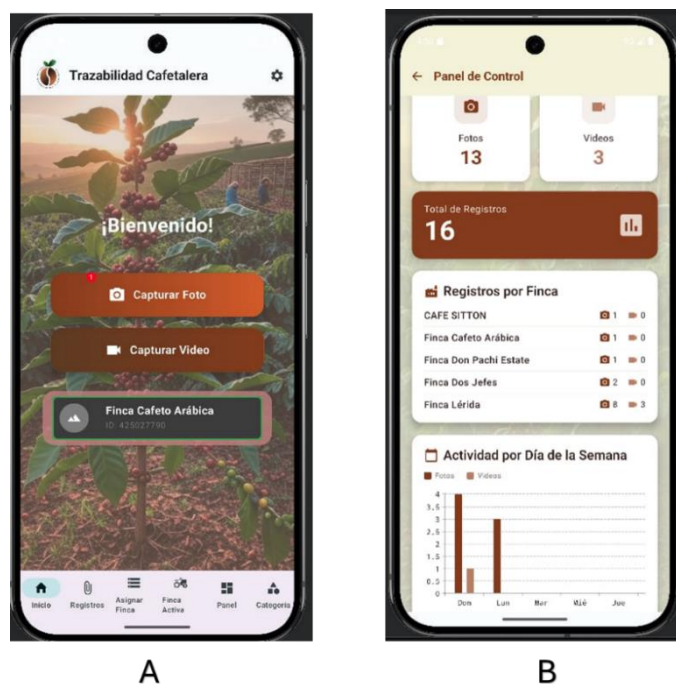 Trazabilidad Cafetalera
¡Bienvenido!
1
Capturar Foto
Capturar Video
Finca Cafeto Arábica
ID: 425027790
Inicio
Registros
Asignar
Finca
Finca
Activa
Panel
Categoría
A
Panel de Control
Fotos
13
Videos
3
Total de Registros
16
Registros por Finca
CAFE SITTON 1 0
Finca Cafeto Arábica 1 0
Finca Don Pachi Estate 1 0
Finca Dos Jefes 2 0
Finca Lérida 8 3
Actividad por Día de la Semana
Fotos Videos
4
3.5
3
2.5
2
1.5
1
0.5
0
Dom Lun Mar Mié Jue
B